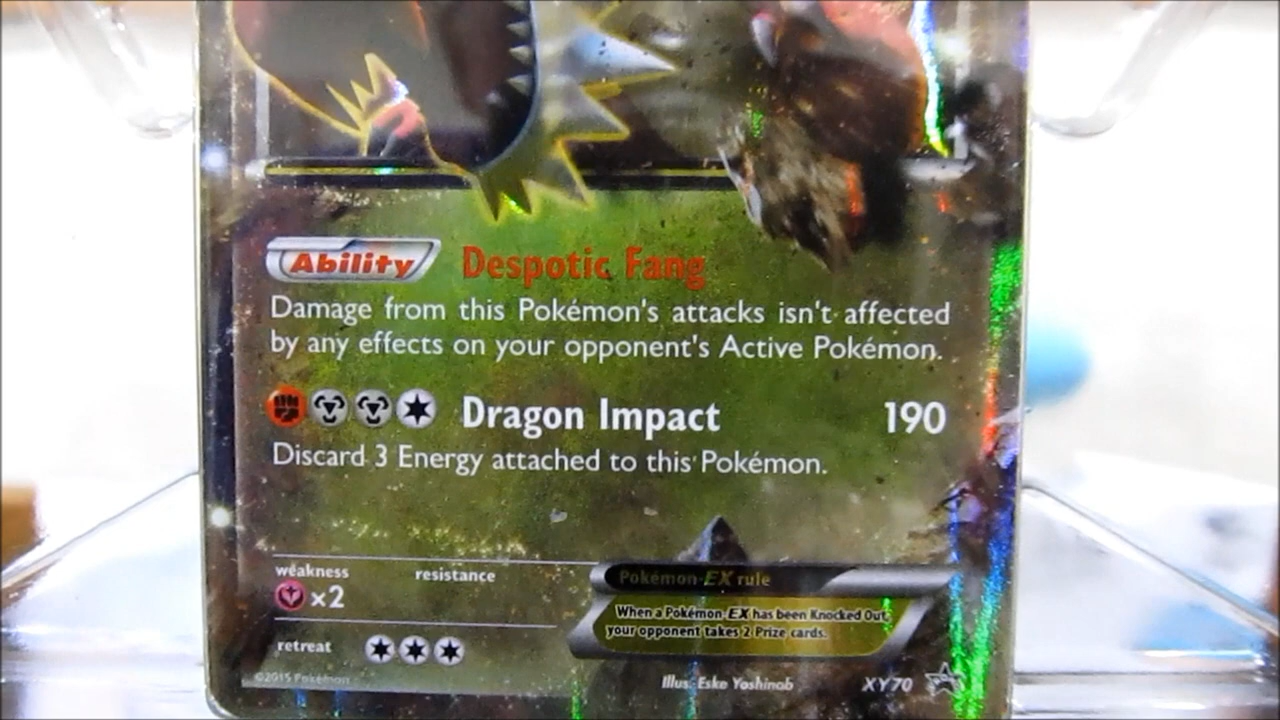 Ability Despotic Fang
Damage from this Pokémon's attacks isn't affected
by any effects on your opponent's Active Pokémon.
Dragon Impact 190
Discard 3 Energy attached to this Pokémon.
weakness resistance
x2
retreat
Pokémon-EX rule
When a Pokémon-EX has been Knocked Out,
your opponent takes 2 Prize cards.
©2015 Pokémon
Illus. Eske Yoshinob
XY70